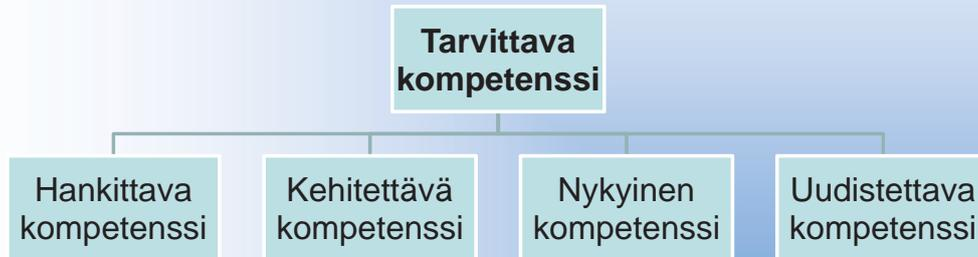 Tarvittava
kompetenssi
Hankittava
kompetenssi
Kehitettävä
kompetenssi
Nykyinen
kompetenssi
Uudistettava
kompetenssi